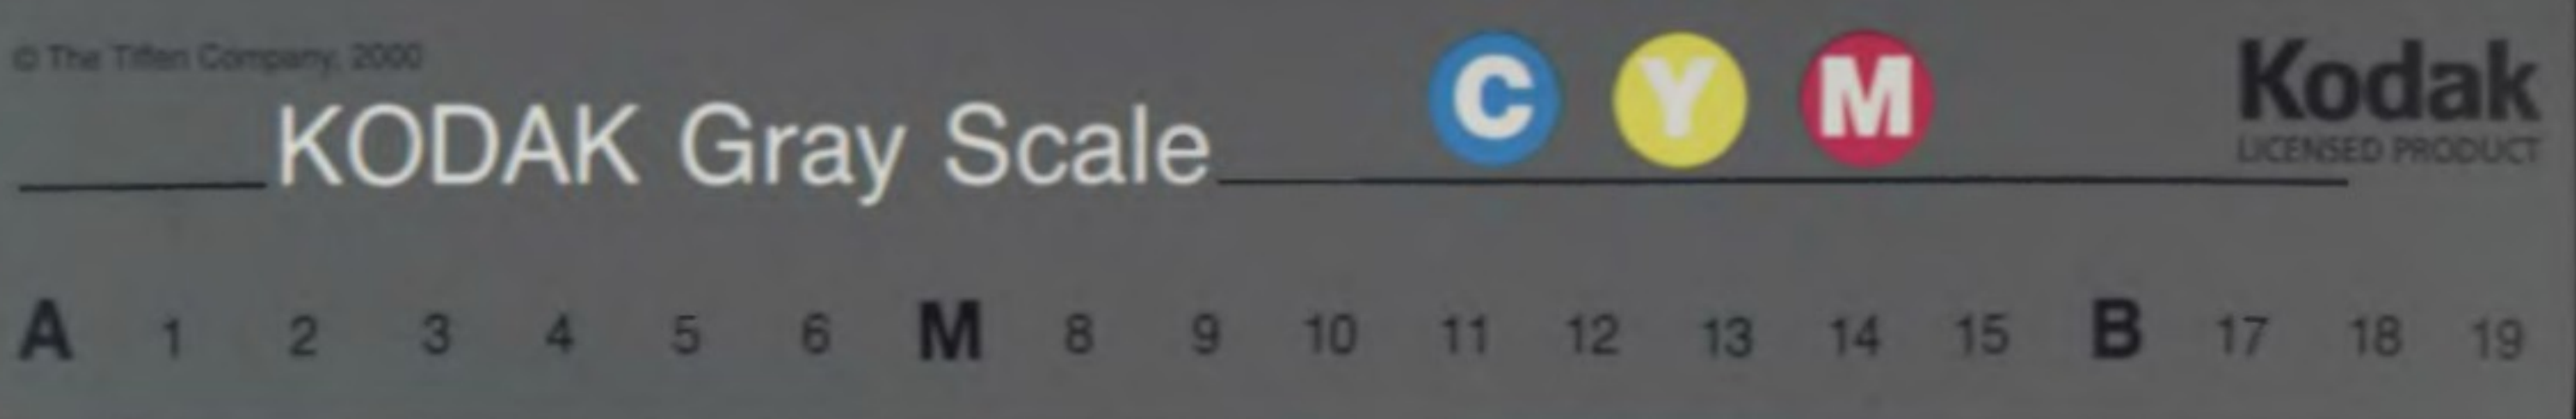 © The Tiffen Company, 2000
KODAK Gray Scale
C Y M
Kodak
LICENSED PRODUCT
A 1 2 3 4 5 6 M 8 9 10 11 12 13 14 15 B 17 18 19